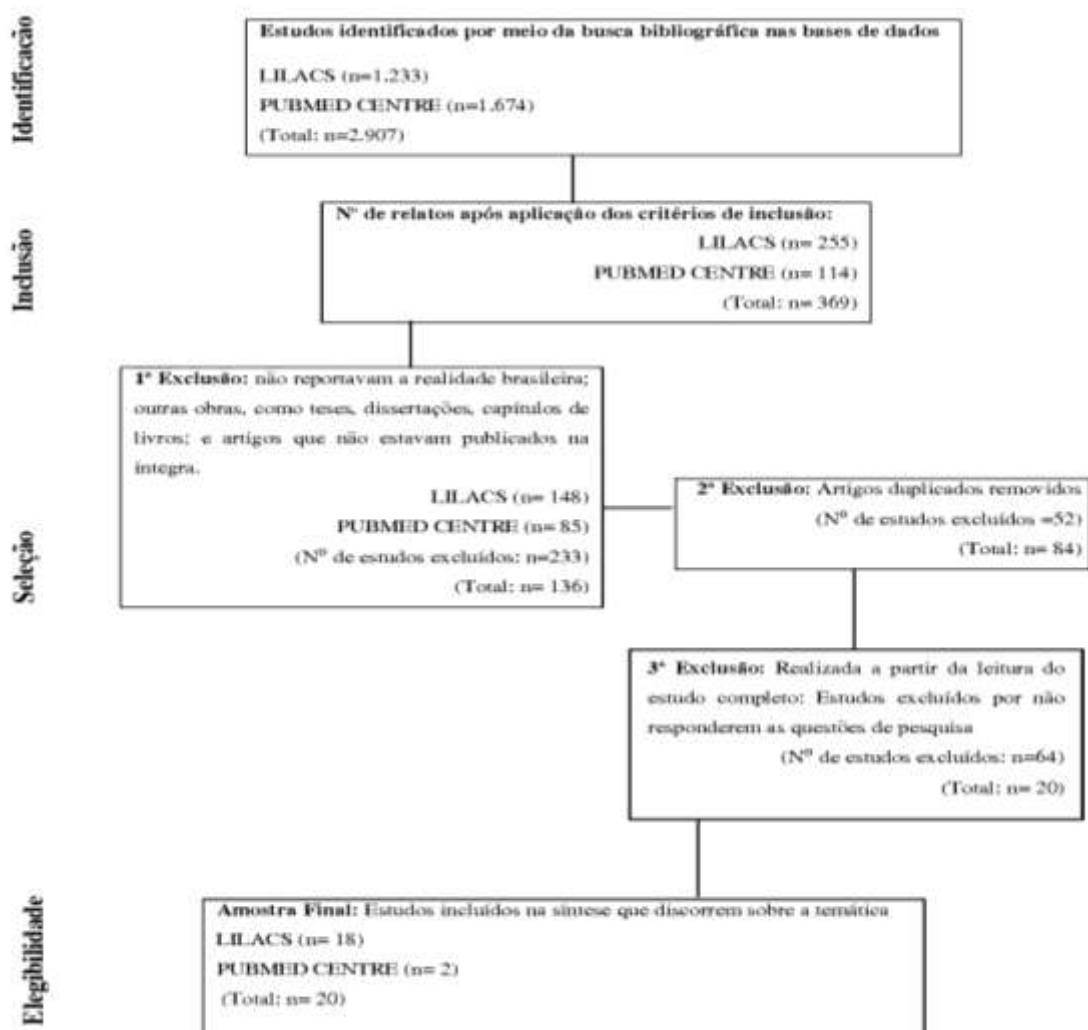 Identificação
Estudos identificados por meio da busca bibliográfica nas bases de dados
LILACS (n=1.233)
PUBMED CENTRE (n=1.674)
(Total: n=2.907)
Inclusão
Nº de relatos após aplicação dos critérios de inclusão:
LILACS (n= 255)
PUBMED CENTRE (n= 114)
(Total: n= 369)
Seleção
1ª Exclusão: não reportavam a realidade brasileira;
outras obras, como teses, dissertações, capítulos de
livros; e artigos que não estavam publicados na
íntegra.
LILACS (n= 148)
PUBMED CENTRE (n= 85)
(Nº de estudos excluídos: n=233)
(Total: n= 136)
2ª Exclusão: Artigos duplicados removidos
(Nº de estudos excluídos =52)
(Total: n= 84)
3ª Exclusão: Realizada a partir da leitura do
estudo completo: Estudos excluídos por não
responderem as questões de pesquisa
(Nº de estudos excluídos: n=64)
(Total: n= 20)
Elegibilidade
Amostra Final: Estudos incluídos na síntese que discorrem sobre a temática
LILACS (n= 18)
PUBMED CENTRE (n= 2)
(Total: n= 20)